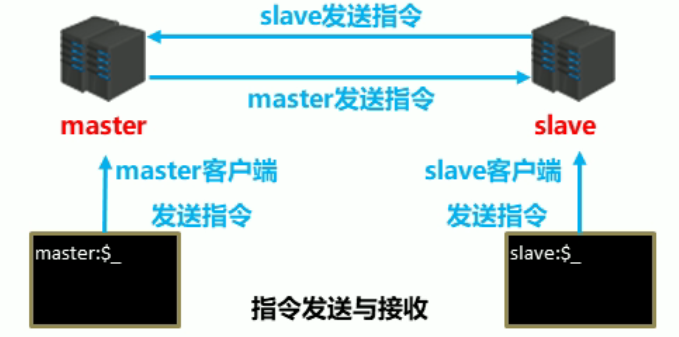 slave发送指令
master发送指令
master
slave
master客户端
发送指令
slave客户端
发送指令
master:$_
slave:$_
指令发送与接收